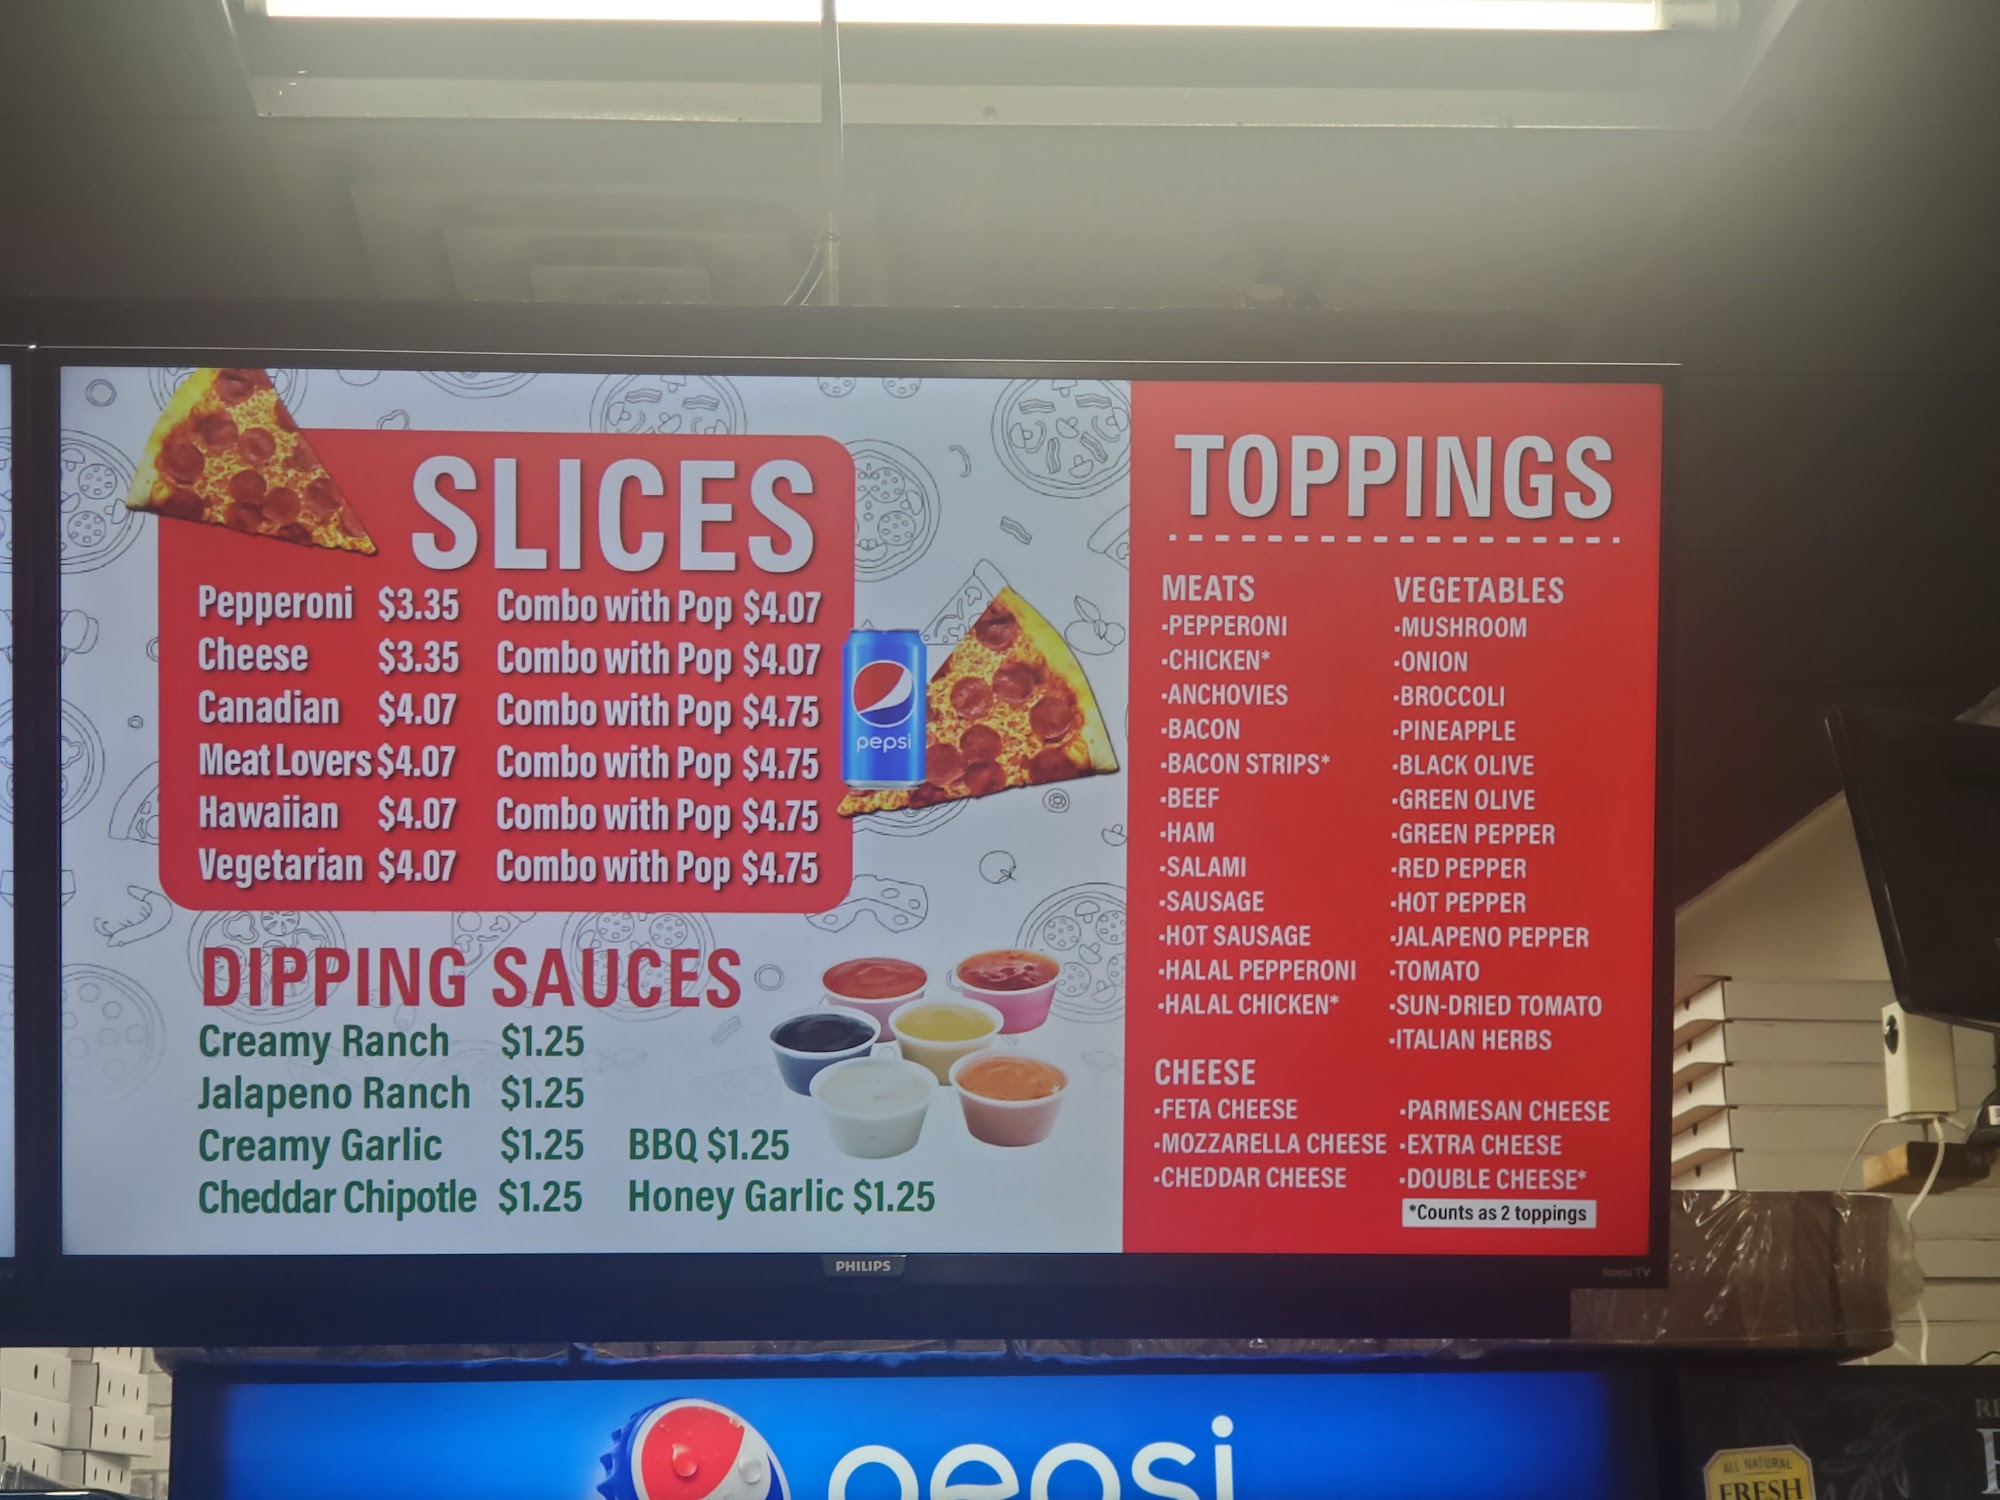 SLICES
Pepperoni $3.35 Combo with Pop $4.07
Cheese $3.35 Combo with Pop $4.07
Canadian $4.07 Combo with Pop $4.75
Meat Lovers $4.07 Combo with Pop $4.75
Hawaiian $4.07 Combo with Pop $4.75
Vegetarian $4.07 Combo with Pop $4.75
pepsi
DIPPING SAUCES
Creamy Ranch $1.25
Jalapeno Ranch $1.25
Creamy Garlic $1.25 BBQ $1.25
Cheddar Chipotle $1.25 Honey Garlic $1.25
TOPPINGS
MEATS
•PEPPERONI
•CHICKEN*
•ANCHOVIES
•BACON
•BACON STRIPS*
•BEEF
•HAM
•SALAMI
•SAUSAGE
•HOT SAUSAGE
•HALAL PEPPERONI
•HALAL CHICKEN*
VEGETABLES
•MUSHROOM
•ONION
•BROCCOLI
•PINEAPPLE
•BLACK OLIVE
•GREEN OLIVE
•GREEN PEPPER
•RED PEPPER
•HOT PEPPER
•JALAPENO PEPPER
•TOMATO
•SUN-DRIED TOMATO
•ITALIAN HERBS
CHEESE
•FETA CHEESE
•MOZZARELLA CHEESE
•CHEDDAR CHEESE
•PARMESAN CHEESE
•EXTRA CHEESE
•DOUBLE CHEESE*
*Counts as 2 toppings
PHILIPS
Roku TV
pepsi
ALL NATURAL
FRESH